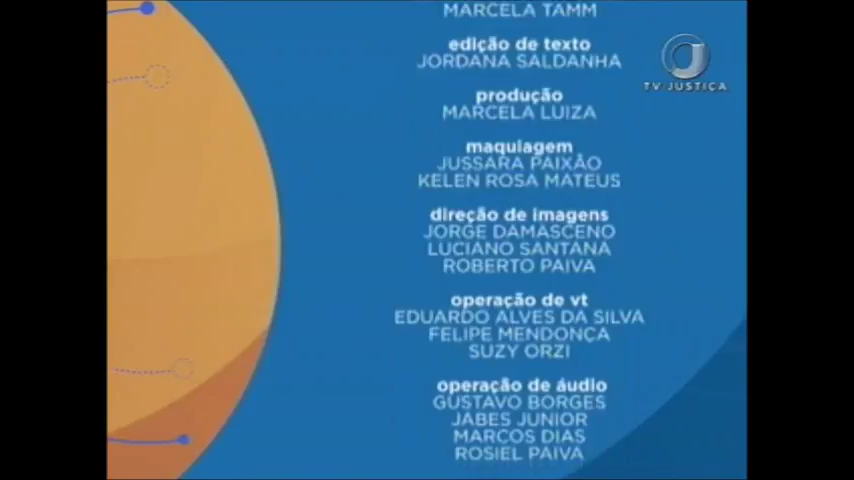 MARCELA TAMM
edição de texto
JORDANA SALDANHA
TV JUSTIÇA
produção
MARCELA LUIZA
maquiagem
JUSSARA PAIXÃO
KELEN ROSA MATEUS
direção de imagens
JORGE DAMASCENO
LUCIANO SANTANA
ROBERTO PAIVA
operação de vt
EDUARDO ALVES DA SILVA
FELIPE MENDONÇA
SUZY ORZI
operação de áudio
GUSTAVO BORGES
JABES JUNIOR
MARCOS DIAS
ROSIEL PAIVA